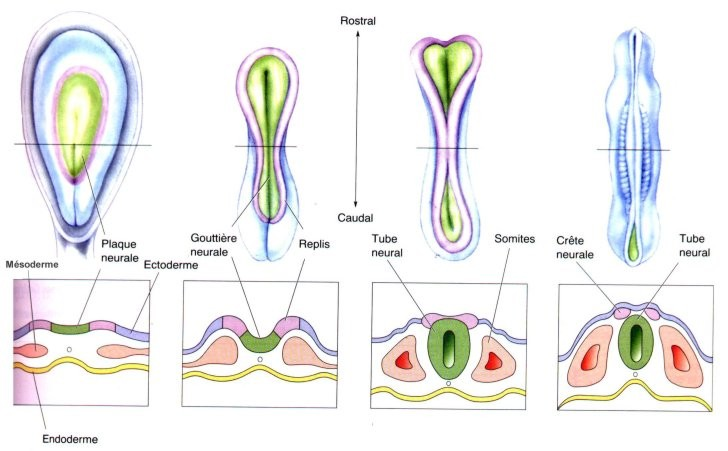 Rostral
Caudal
Plaque
neurale
Mésoderme
Ectoderme
Gouttière
neurale
Replis
Tube
neural
Somites
Crête
neurale
Tube
neural
Endoderme